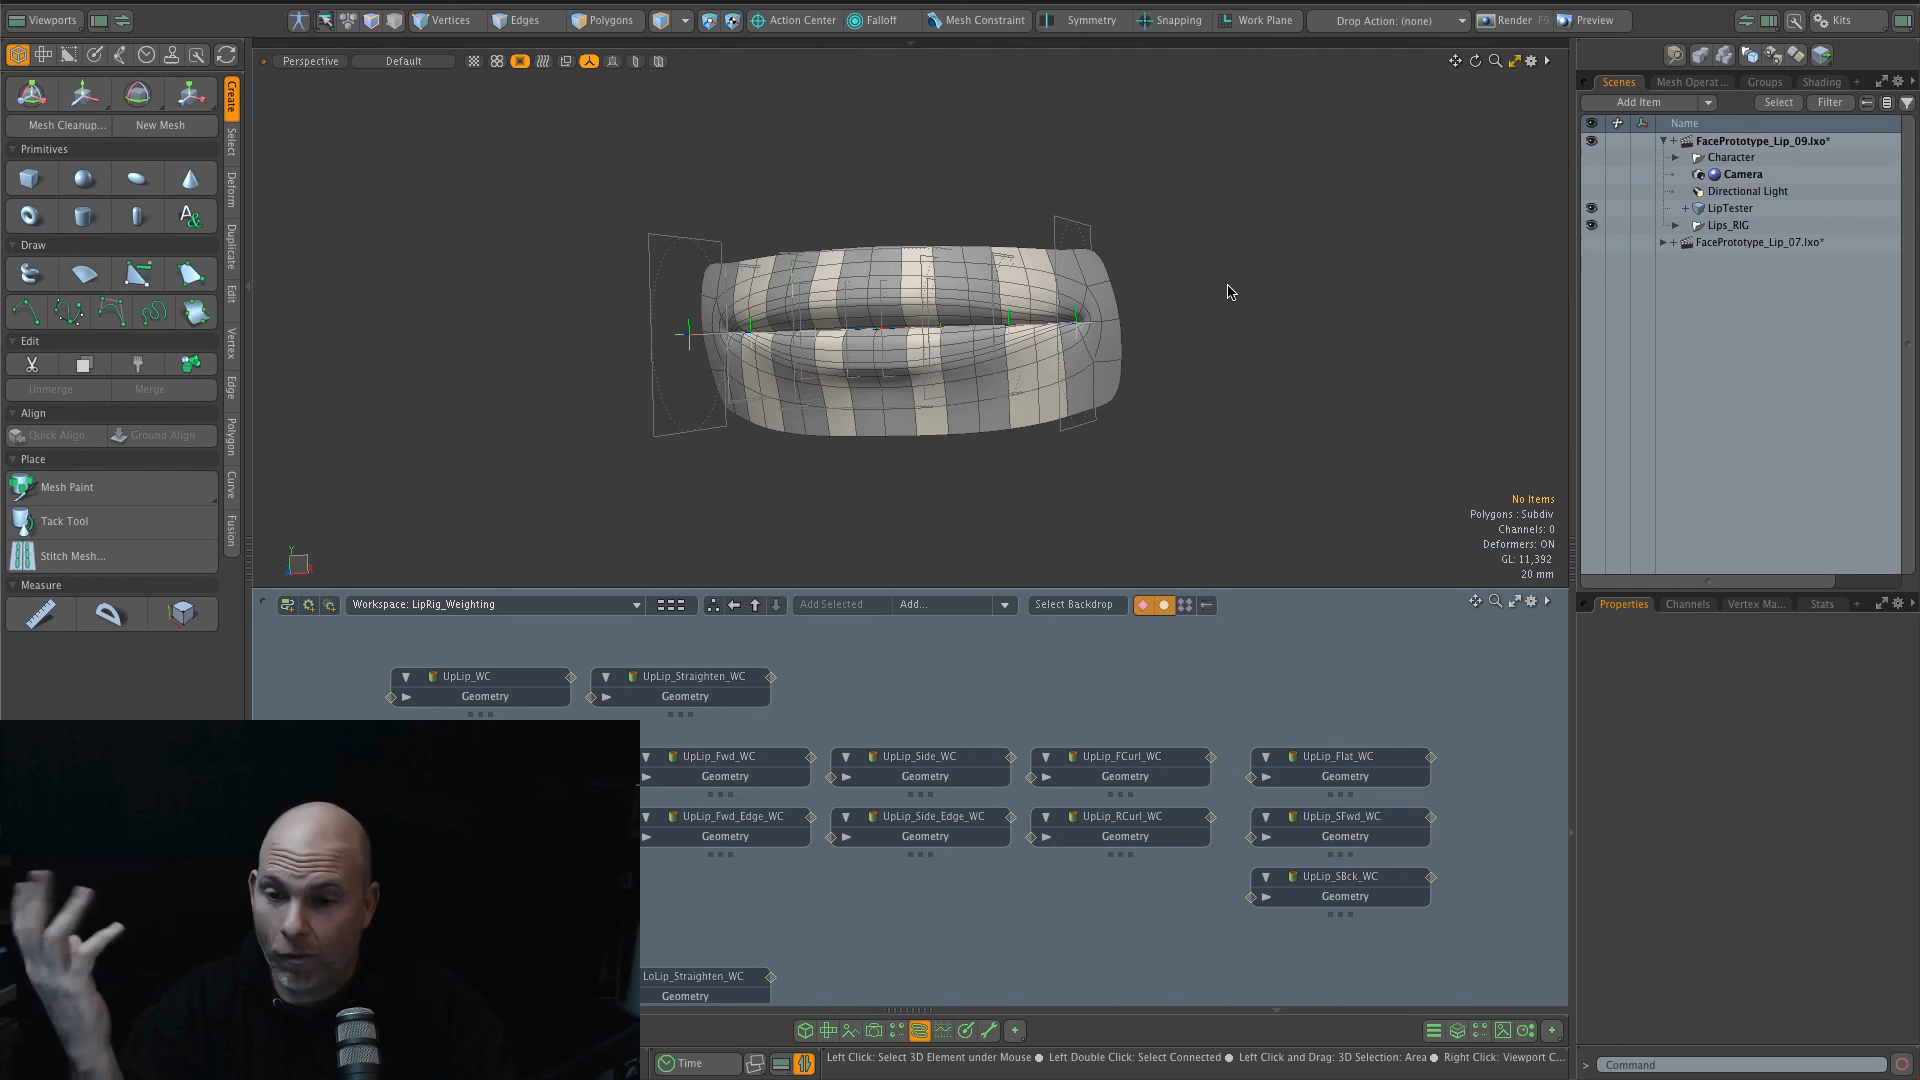 Viewports
Vertices
Edges
Polygons
Action Center
Falloff
Mesh Constraint
Symmetry
Snapping
Work Plane
Drop Action: (none)
Render F9
Preview
Kits
Mesh Cleanup...
New Mesh
Primitives
Draw
Edit
Unmerge
Merge
Align
Quick Align
Ground Align
Place
Mesh Paint
Tack Tool
Stitch Mesh...
Measure
Create
Select
Deform
Duplicate
Edit
Vertex
Edge
Polygon
Curve
Fusion
Perspective
Default
No Items
Polygons : Subdiv
Channels: 0
Deformers: ON
GL: 11,392
20 mm
Y
Scenes
Mesh Operat...
Groups
Shading
+
Add Item
Select
Filter
Name
FacePrototype_Lip_09.lxo*
Character
Camera
Directional Light
LipTester
Lips_RIG
FacePrototype_Lip_07.lxo*
Properties
Channels
Vertex Ma...
Stats
+
Workspace: LipRig_Weighting
Add Selected
Add...
Select Backdrop
UpLip_WC
Geometry
UpLip_Straighten_WC
Geometry
UpLip_Fwd_WC
Geometry
UpLip_Side_WC
Geometry
UpLip_FCurl_WC
Geometry
UpLip_Flat_WC
Geometry
UpLip_Fwd_Edge_WC
Geometry
UpLip_Side_Edge_WC
Geometry
UpLip_RCurl_WC
Geometry
UpLip_SFwd_WC
Geometry
UpLip_SBck_WC
Geometry
LoLip_Straighten_WC
Geometry
Time
Left Click: Select 3D Element under Mouse ● Left Double Click: Select Connected ● Left Click and Drag: 3D Selection: Area ● Right Click: Viewport C...
> Command